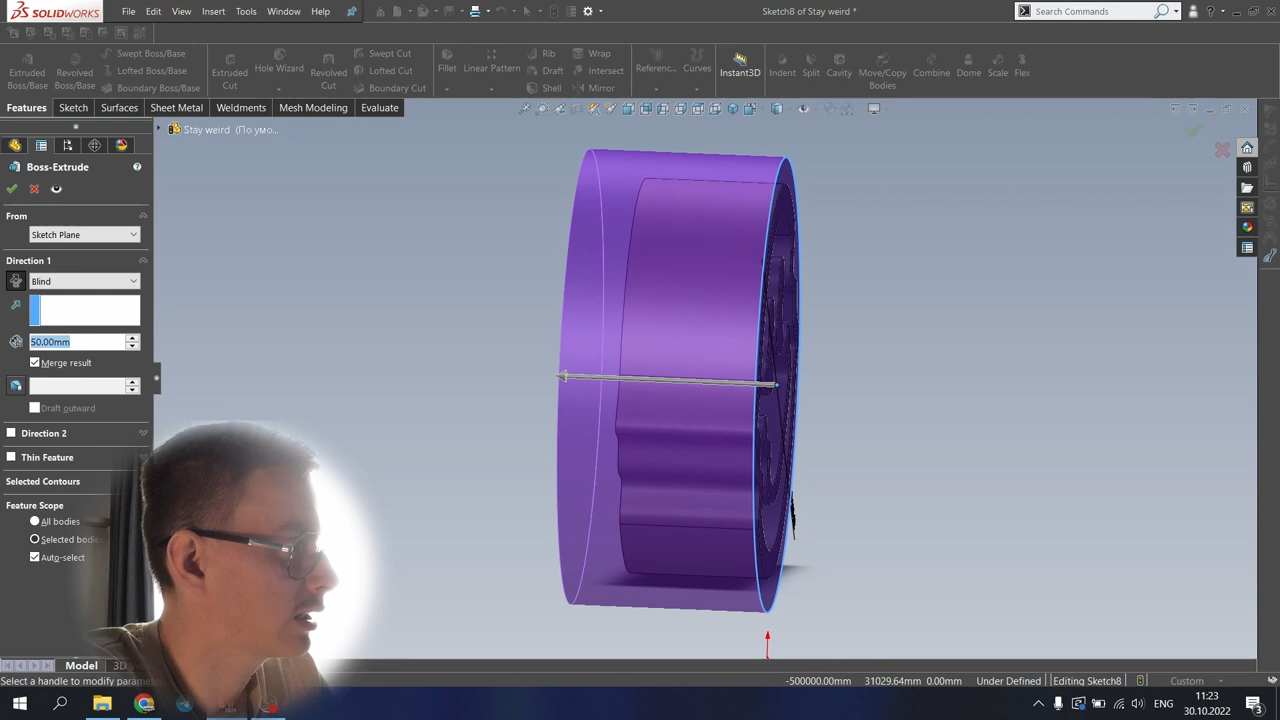 SOLIDWORKS
File Edit View Insert Tools Window Help
Sketch8 of Stay weird *
Search Commands
Extruded Boss/Base
Revolved Boss/Base
Swept Boss/Base
Lofted Boss/Base
Boundary Boss/Base
Extruded Cut
Hole Wizard
Revolved Cut
Swept Cut
Lofted Cut
Boundary Cut
Fillet
Linear Pattern
Rib
Draft
Shell
Wrap
Intersect
Mirror
Referenc...
Curves
Instant3D
Indent
Split
Cavity
Move/Copy Bodies
Combine
Dome
Scale
Flex
Features Sketch Surfaces Sheet Metal Weldments Mesh Modeling Evaluate
Stay weird (По умо...
Boss-Extrude
From
Sketch Plane
Direction 1
Blind
50.00mm
Merge result
Draft outward
Direction 2
Thin Feature
Selected Contours
Feature Scope
All bodies
Selected bodie
Auto-select
Model 3D
Select a handle to modify parame
-500000.00mm 31029.64mm 0.00mm Under Defined Editing Sketch8 Custom
ENG
11:23
30.10.2022
3